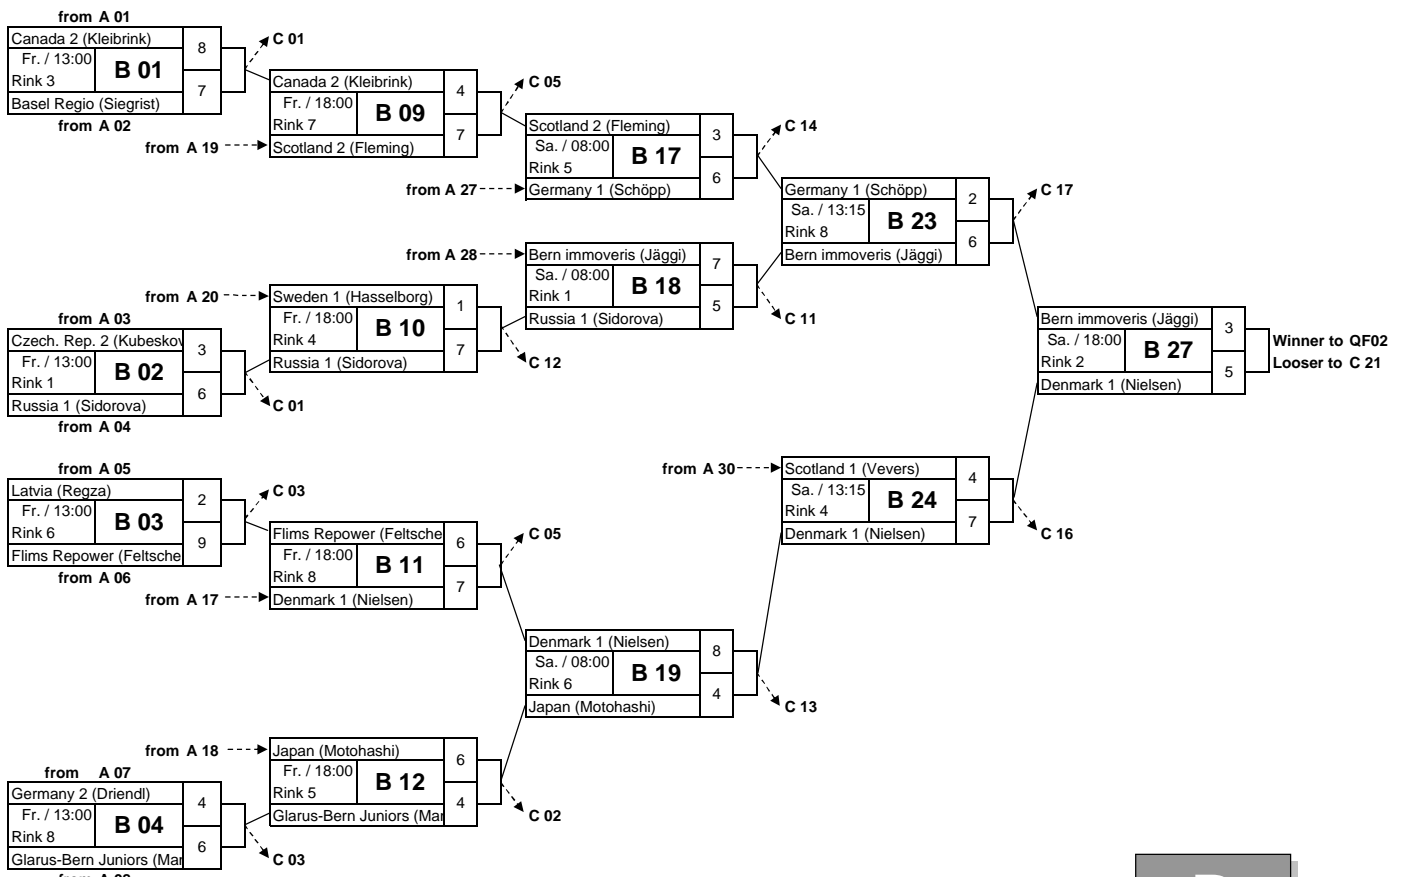 from A 01
Canada 2 (Kleibrink) 8
Fr. / 13:00
Rink 3
B 01
7
Basel Regio (Siegrist)
from A 02
C 01
Canada 2 (Kleibrink) 4
Fr. / 18:00
Rink 7
B 09
7
from A 19
Scotland 2 (Fleming)
C 05
Scotland 2 (Fleming) 3
Sa. / 08:00
Rink 5
B 17
6
from A 27
Germany 1 (Schöpp)
C 14
Germany 1 (Schöpp) 2
Sa. / 13:15
Rink 8
B 23
6
Bern immoveris (Jäggi)
C 17
from A 28
Bern immoveris (Jäggi) 7
Sa. / 08:00
Rink 1
B 18
5
Russia 1 (Sidorova)
C 11
from A 20
Sweden 1 (Hasselborg) 1
Fr. / 18:00
Rink 4
B 10
7
Russia 1 (Sidorova)
C 12
from A 03
Czech. Rep. 2 (Kubeskov 3
Fr. / 13:00
Rink 1
B 02
6
Russia 1 (Sidorova)
from A 04
C 01
Bern immoveris (Jäggi) 3
Sa. / 18:00
Rink 2
B 27
5
Denmark 1 (Nielsen)
Winner to QF02
Looser to C 21
from A 05
Latvia (Regza) 2
Fr. / 13:00
Rink 6
B 03
9
Flims Repower (Feltsche
from A 06
C 03
Flims Repower (Feltsche 6
Fr. / 18:00
Rink 8
B 11
7
from A 17
Denmark 1 (Nielsen)
C 05
from A 30
Scotland 1 (Vevers) 4
Sa. / 13:15
Rink 4
B 24
7
Denmark 1 (Nielsen)
C 16
Denmark 1 (Nielsen) 8
Sa. / 08:00
Rink 6
B 19
4
Japan (Motohashi)
C 13
from A 18
Japan (Motohashi) 6
Fr. / 18:00
Rink 5
B 12
4
Glarus-Bern Juniors (Mar
C 02
from A 07
Germany 2 (Driendl) 4
Fr. / 13:00
Rink 8
B 04
6
Glarus-Bern Juniors (Mar
C 03